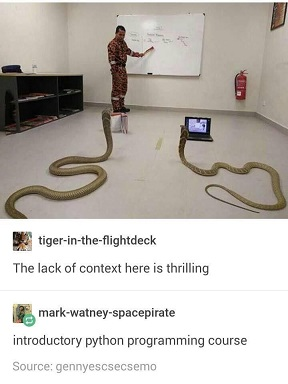 tiger-in-the-flightdeck
The lack of context here is thrilling
mark-watney-spacepirate
introductory python programming course
Source: gennyescsecsemo